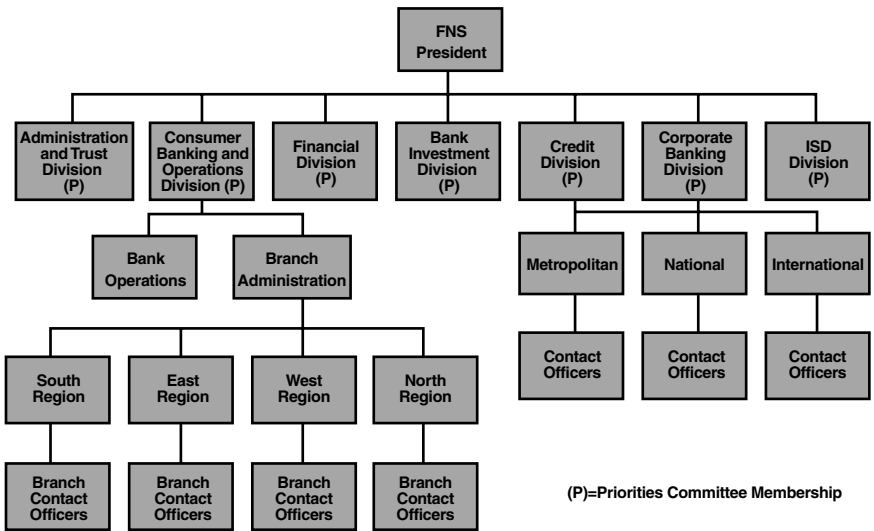 FNS
President
Administration
and Trust
Division
(P)
Consumer
Banking and
Operations
Division (P)
Financial
Division
(P)
Bank
Investment
Division (P)
Credit
Division
(P)
Corporate
Banking
Division
(P)
ISD
Division
(P)
Bank
Operations
Branch
Administration
Metropolitan
National
International
South
Region
East
Region
West
Region
North
Region
Contact
Officers
Contact
Officers
Contact
Officers
Branch
Contact
Officers
Branch
Contact
Officers
Branch
Contact
Officers
Branch
Contact
Officers
(P)=Priorities Committee Membership